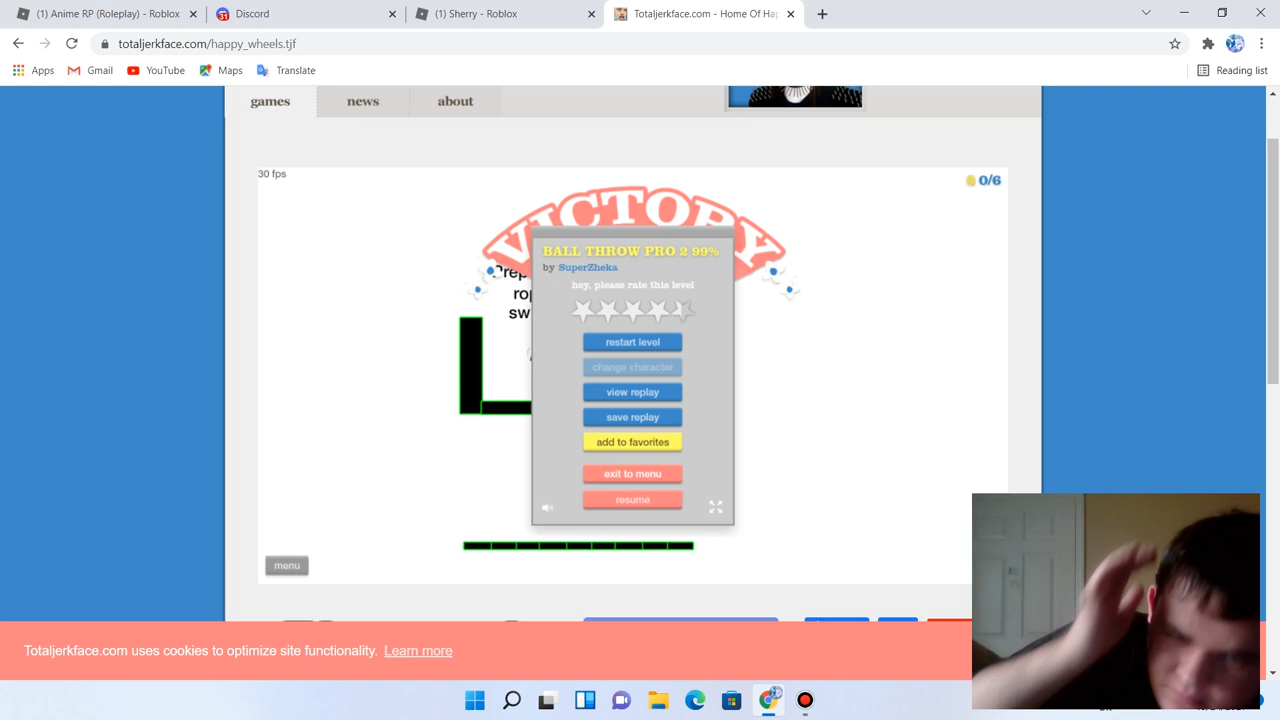 (1) Anime RP (Roleplay) - Roblox
Discord
(1) Sherry - Roblox
Totaljerkface.com - Home Of Ha
totaljerkface.com/happy_wheels.tjf
Apps Gmail YouTube Maps Translate
Reading list
games news about
30 fps
0/6
VICTORY
BALL THROW PRO 2 99%
by SuperZheka
hey, please rate this level
restart level
change character
view replay
save replay
add to favorites
exit to menu
resume
menu
Totaljerkface.com uses cookies to optimize site functionality. Learn more